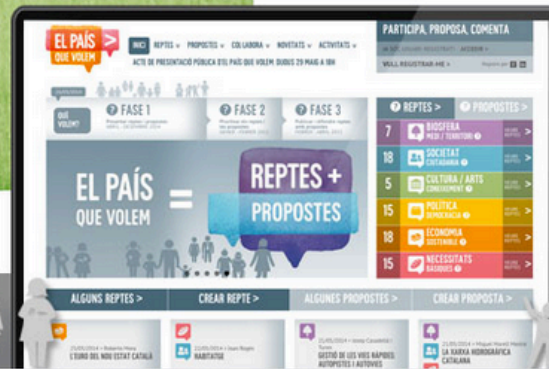 EL PAÍS
QUE VOLEM
INICI REPTES PROPOSTES COL·LABORA NOVETATS ACTIVITATS
ACTE DE PRESENTACIÓ PÚBLICA D'EL PAÍS QUE VOLEM DIJOUS 29 MAIG A 18H
PARTICIPA, PROPOSA, COMENTA
VULL REGISTRAR-ME >
QUÈ
VOLEM?
FASE 1
FASE 2
FASE 3
EL PAÍS
QUE VOLEM
=
REPTES +
PROPOSTES
REPTES > PROPOSTES >
7 BIOSFERA
MEDI / TERRITORI
18 SOCIETAT
CIUTADANIA
5 CULTURA / ARTS
CONEIXEMENT
15 POLÍTICA
DEMOCRÀCIA
18 ECONOMIA
SOSTENIBLE
15 NECESSITATS
BÀSIQUES
ALGUNS REPTES > CREAR REPTE > ALGUNES PROPOSTES > CREAR PROPOSTA >
L'EURO DEL NOU ESTAT CATALÀ
HABITATGE
GESTIÓ DE LES VIES RÀPIDES:
AUTOPISTES I AUTOVIES
LA XARXA HIDROGRÀFICA
CATALANA